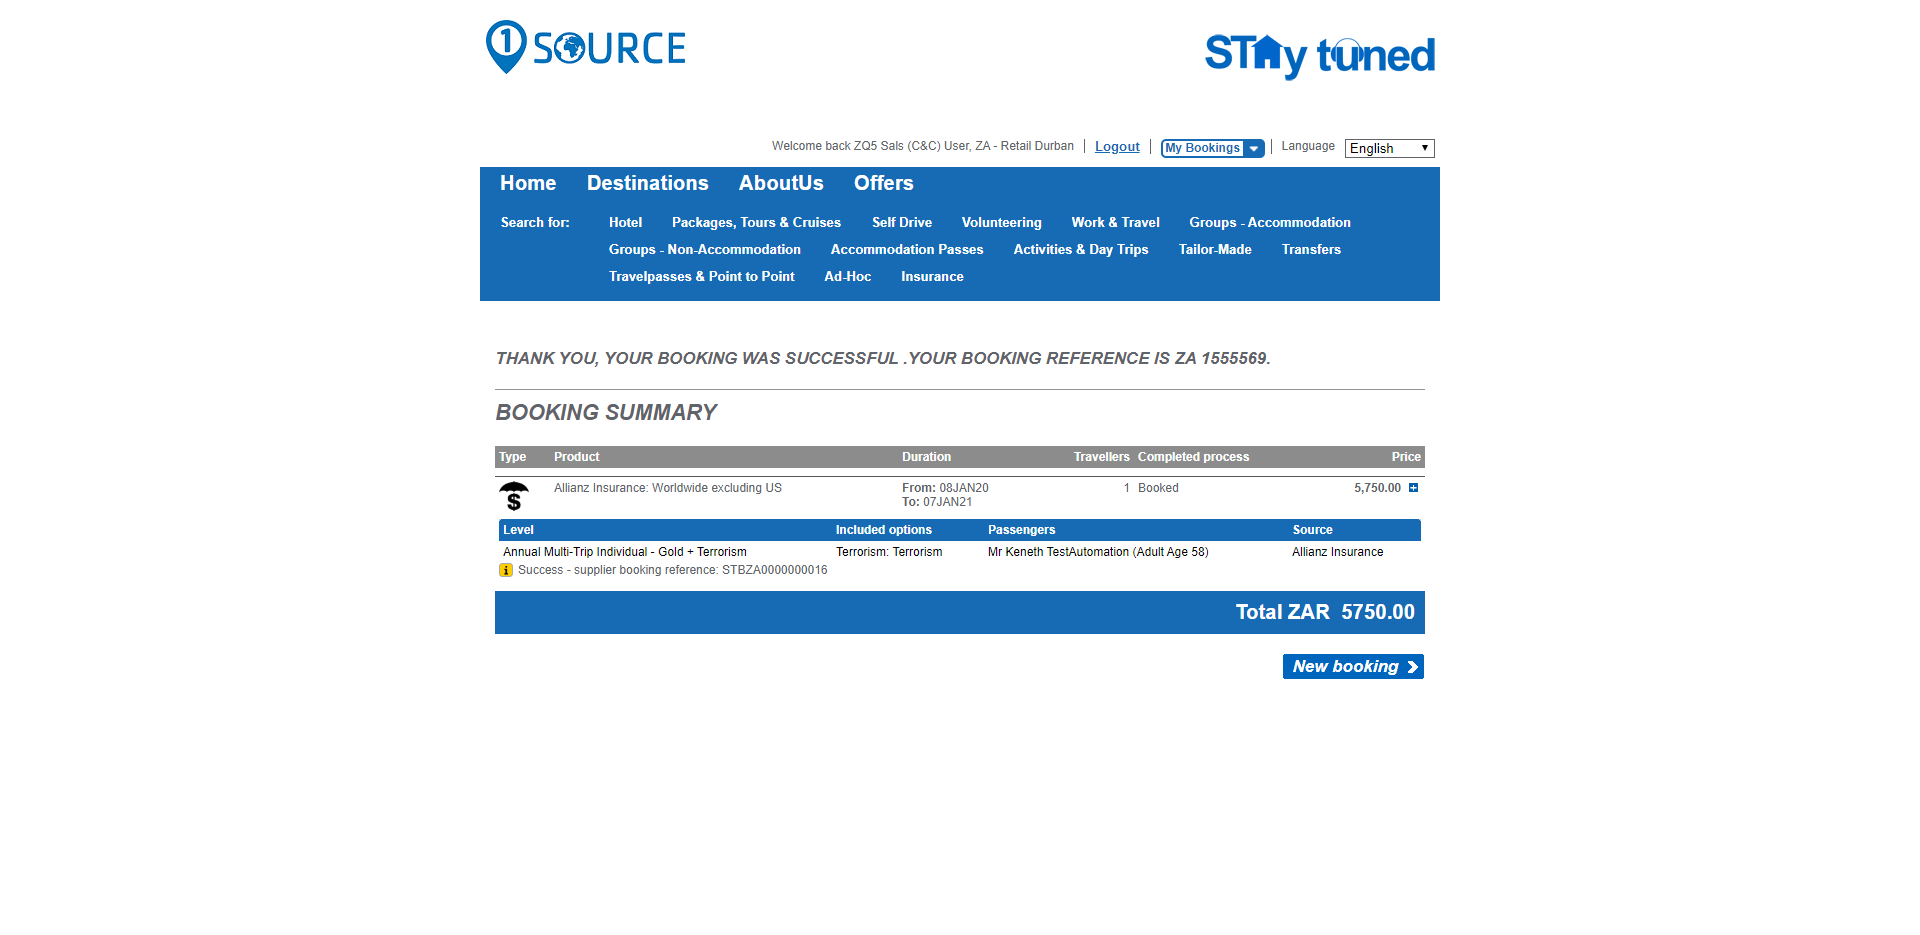 1 SOURCE
STAy tuned
Welcome back ZQ5 Sals (C&C) User, ZA - Retail Durban | Logout | My Bookings | Language English
Home Destinations AboutUs Offers
Search for: Hotel Packages, Tours & Cruises Self Drive Volunteering Work & Travel Groups - Accommodation
Groups - Non-Accommodation Accommodation Passes Activities & Day Trips Tailor-Made Transfers
Travelpasses & Point to Point Ad-Hoc Insurance
THANK YOU, YOUR BOOKING WAS SUCCESSFUL .YOUR BOOKING REFERENCE IS ZA 1555569.
BOOKING SUMMARY
Type Product Duration Travellers Completed process Price
$ Allianz Insurance: Worldwide excluding US From: 08JAN20 1 Booked 5,750.00
To: 07JAN21
Level Included options Passengers Source
Annual Multi-Trip Individual - Gold + Terrorism Terrorism: Terrorism Mr Keneth TestAutomation (Adult Age 58) Allianz Insurance
i Success - supplier booking reference: STBZA0000000016
Total ZAR 5750.00
New booking